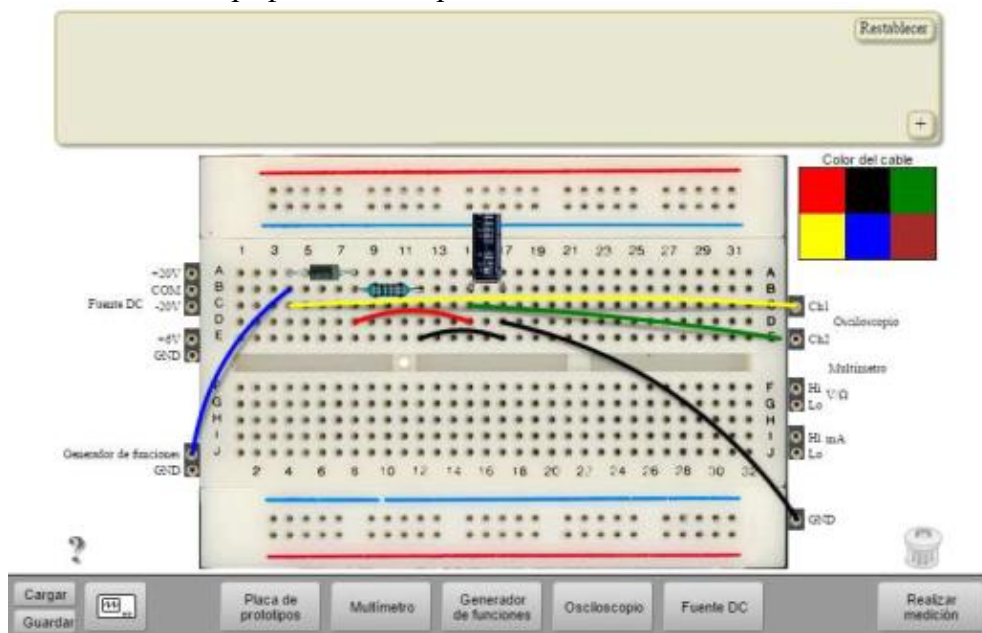 Restablecer
+
Color del cable
1 3 5 7 9 11 13 1 17 19 21 23 25 27 29 31
+20V A A
COM B B
Fuente DC -20V C C Ch1
D D Osciloscopio
+6V E E Ch2
GND
Multímetro
F F Hi V/Ω
G G Lo
H H
I I Hi mA
Generador de funciones J J Lo
GND 2 4 6 8 10 12 14 16 18 20 22 24 26 28 30 32
GND
?
Cargar
Guardar
Placa de prototipos
Multímetro
Generador de funciones
Osciloscopio
Fuente DC
Realizar medición